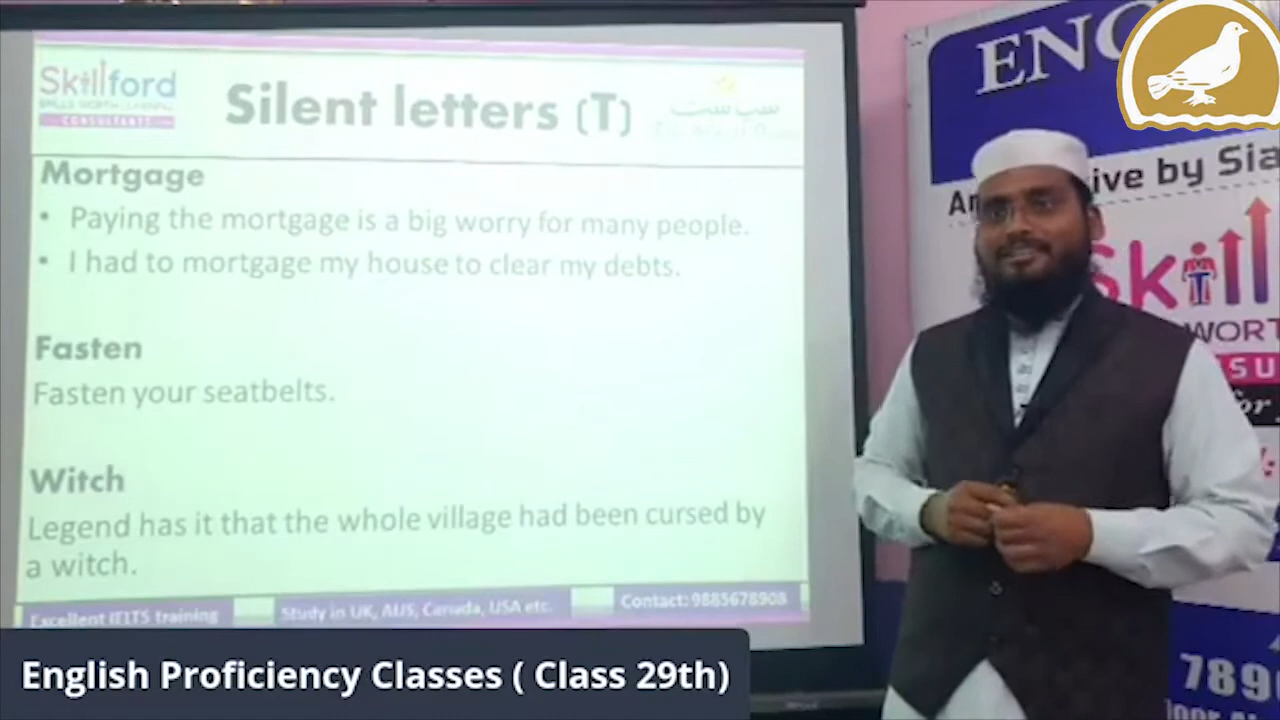 Skillford
CONSULTANTS
Silent letters (T)
Mortgage
• Paying the mortgage is a big worry for many people.
• I had to mortgage my house to clear my debts.
Fasten
Fasten your seatbelts.
Witch
Legend has it that the whole village had been cursed by
a witch.
Excellent IELTS training
Study in UK, AUS, Canada, USA etc.
Contact: 9885678908
English Proficiency Classes ( Class 29th)
ENG
ive by Sia
Skill
WORT
SU
for
789